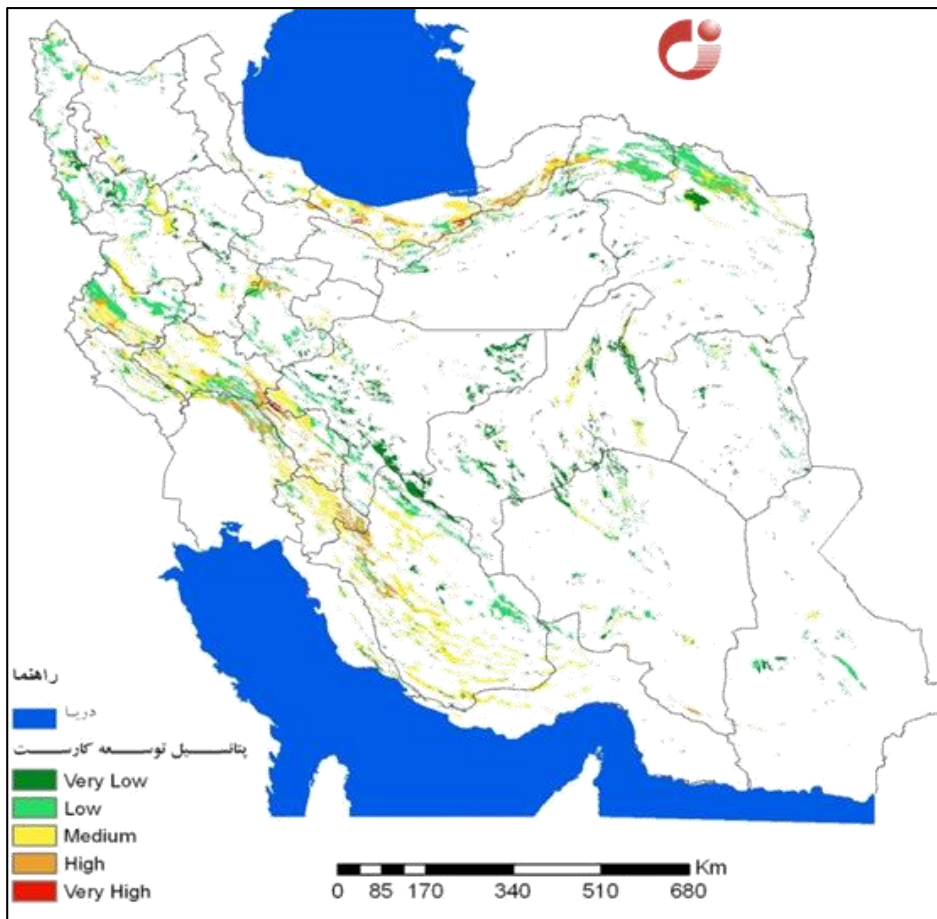 راهنما
دریا
پتانسیل توسعه کارست
Very Low
Low
Medium
High
Very High
Km
0 85 170 340 510 680